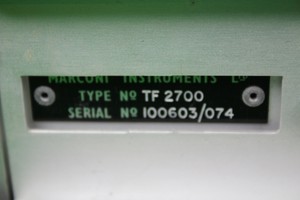 MARCONI INSTRUMENTS Lᴰ
TYPE Nº TF 2700
SERIAL Nº 100603/074